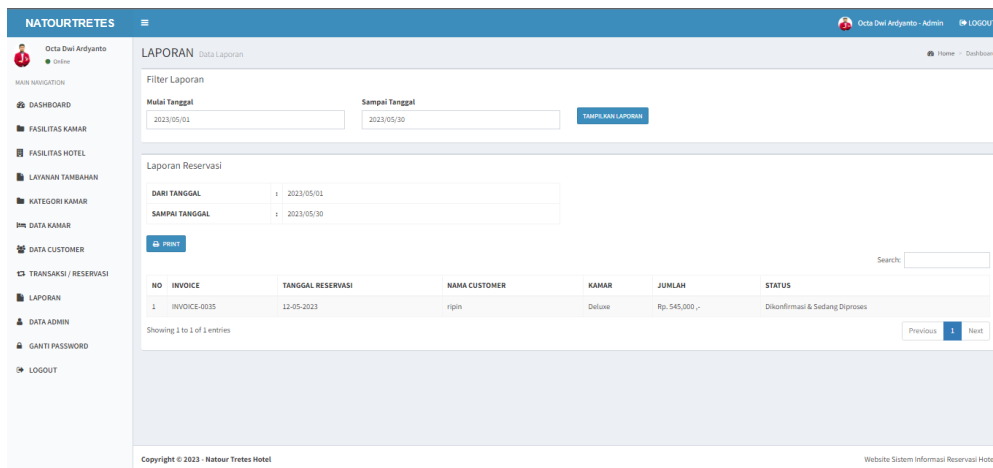 NATOURTRETES
Octa Dwi Ardyanto - Admin LOGOUT
Octa Dwi Ardyanto
Online
MAIN NAVIGATION
DASHBOARD
FASILITAS KAMAR
FASILITAS HOTEL
LAYANAN TAMBAHAN
KATEGORI KAMAR
DATA KAMAR
DATA CUSTOMER
TRANSAKSI / RESERVASI
LAPORAN
DATA ADMIN
GANTI PASSWORD
LOGOUT
LAPORAN Data Laporan
Home > Dashboar
Filter Laporan
Mulai Tanggal Sampai Tanggal
2023/05/01 2023/05/30 TAMPILKAN LAPORAN
Laporan Reservasi
DARI TANGGAL : 2023/05/01
SAMPAI TANGGAL : 2023/05/30
PRINT
Search:
NO INVOICE TANGGAL RESERVASI NAMA CUSTOMER KAMAR JUMLAH STATUS
1 INVOICE-0035 12-05-2023 ripin Deluxe Rp. 545,000 ,- Dikonfirmasi & Sedang Diproses
Showing 1 to 1 of 1 entries
Previous 1 Next
Copyright © 2023 - Natour Tretes Hotel
Website Sistem Informasi Reservasi Hote